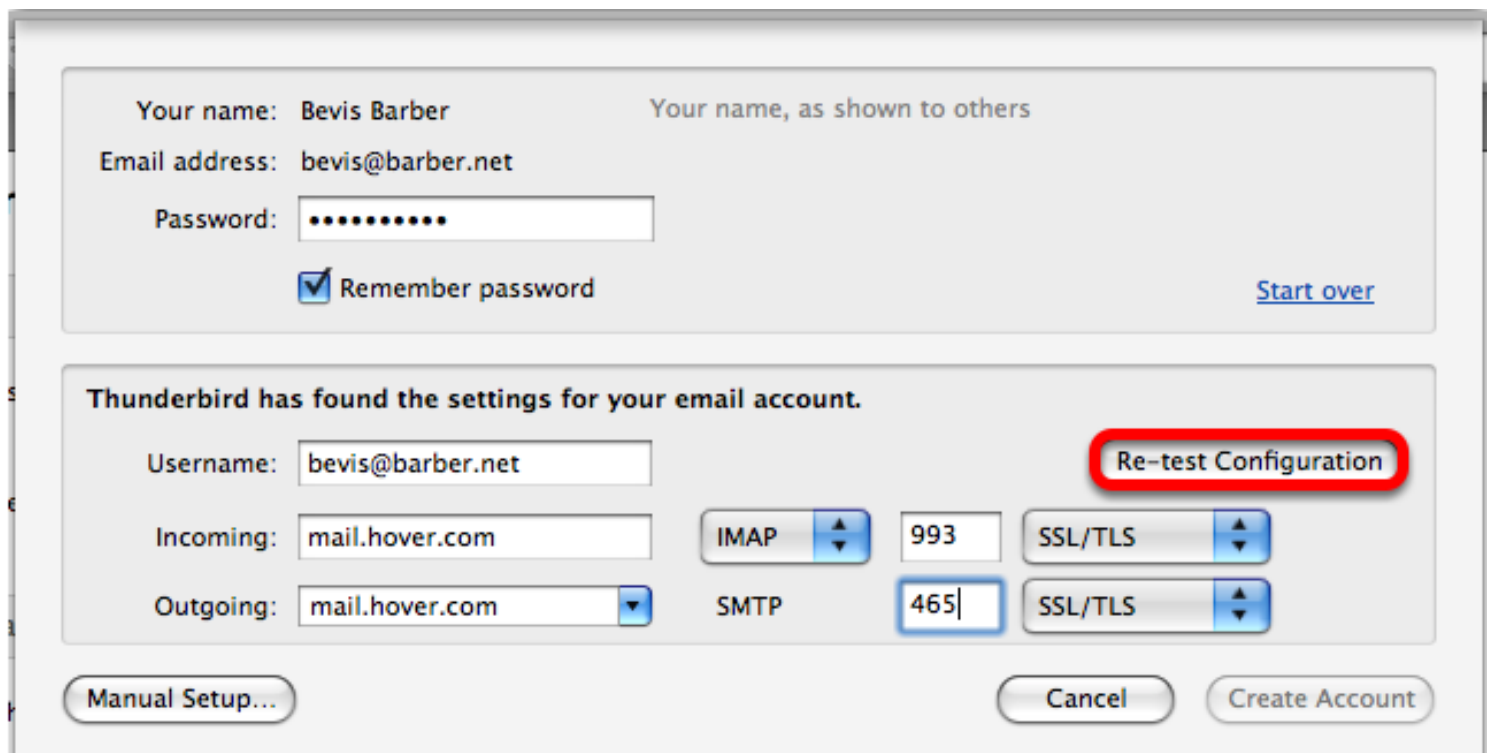 Your name: Bevis Barber Your name, as shown to others
Email address: bevis@barber.net
Password: ••••••••••
Remember password
Start over
Thunderbird has found the settings for your email account.
Username: bevis@barber.net Re-test Configuration
Incoming: mail.hover.com IMAP 993 SSL/TLS
Outgoing: mail.hover.com SMTP 465 SSL/TLS
Manual Setup... Cancel Create Account